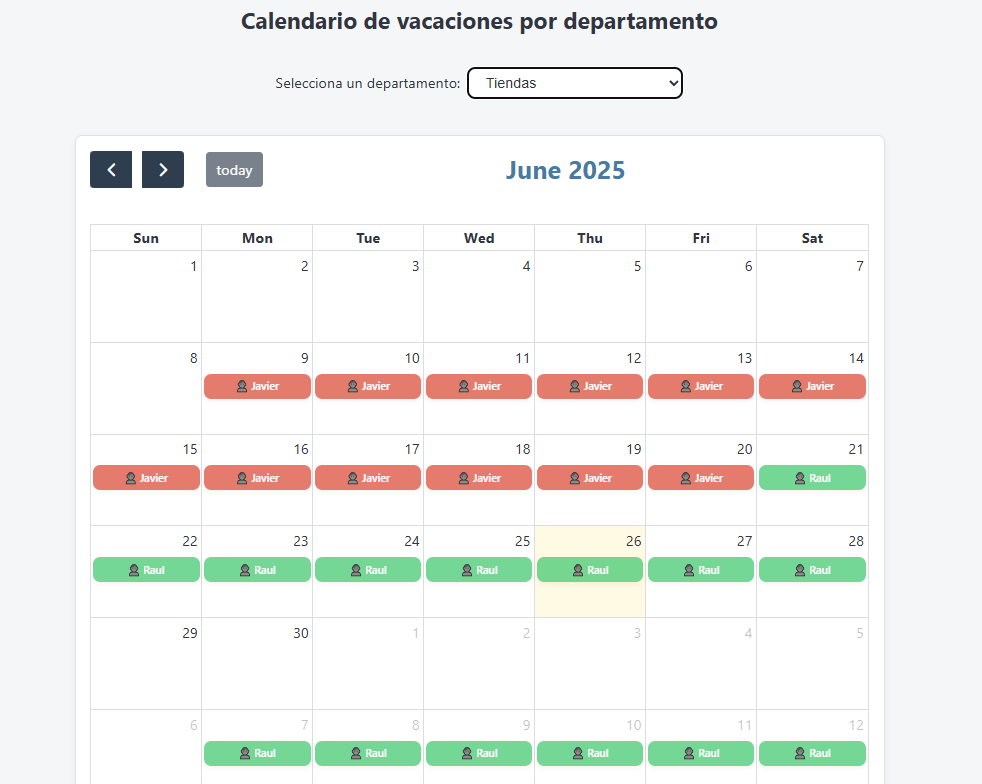 Calendario de vacaciones por departamento
Selecciona un departamento: Tiendas
today
June 2025
Sun Mon Tue Wed Thu Fri Sat
1 2 3 4 5 6 7
8 9 10 11 12 13 14
Javier Javier Javier Javier Javier Javier
15 16 17 18 19 20 21
Javier Javier Javier Javier Javier Javier Raul
22 23 24 25 26 27 28
Raul Raul Raul Raul Raul Raul Raul
29 30 1 2 3 4 5
6 7 8 9 10 11 12
Raul Raul Raul Raul Raul Raul